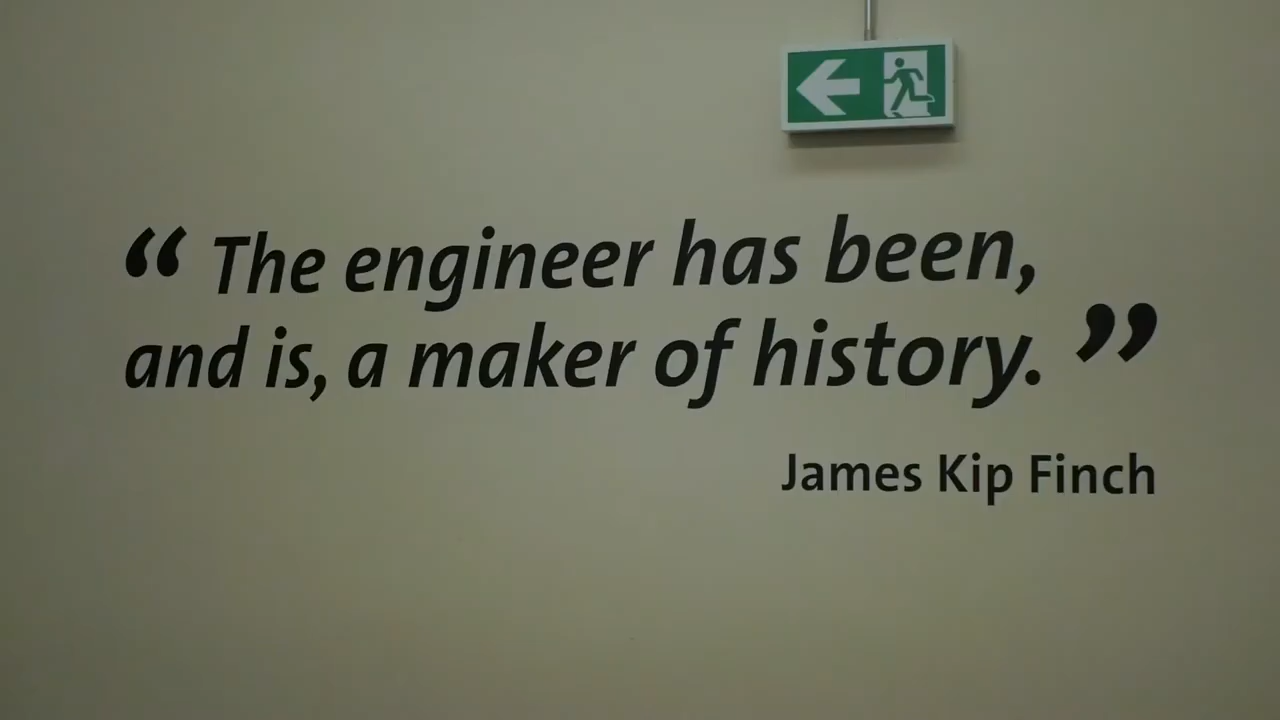 “ The engineer has been,
and is, a maker of history. ”
James Kip Finch